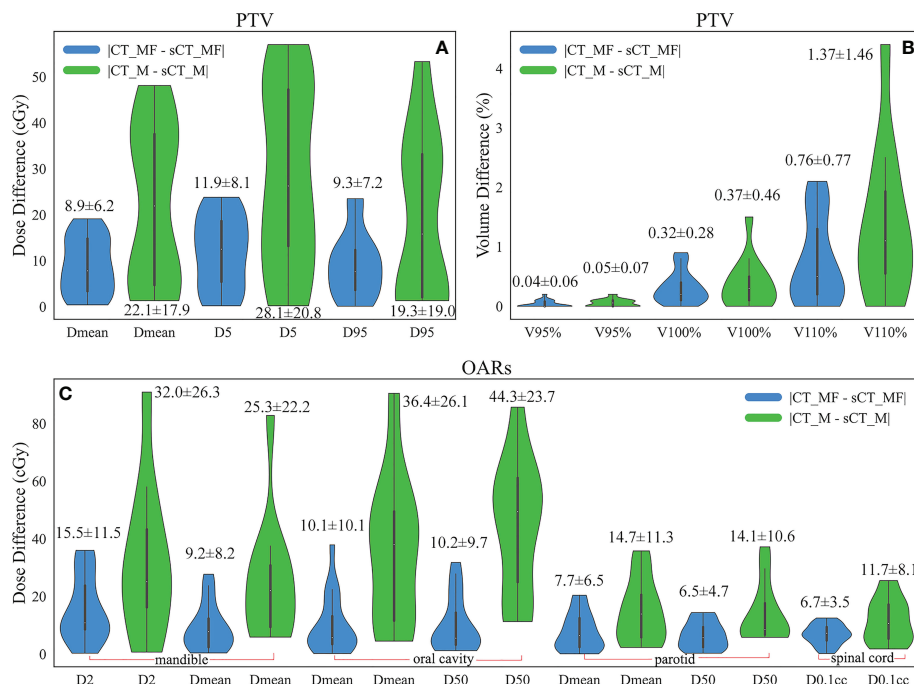 PTV
A
|CT_MF - sCT_MF|
|CT_M - sCT_M|
Dose Difference (cGy)
50
40
30
20
10
0
8.9±6.2
22.1±17.9
11.9±8.1
28.1±20.8
9.3±7.2
19.3±19.0
Dmean Dmean D5 D5 D95 D95
PTV
B
|CT_MF - sCT_MF|
|CT_M - sCT_M|
Volume Difference (%)
4
3
2
1
0
0.04±0.06
0.05±0.07
0.32±0.28
0.37±0.46
0.76±0.77
1.37±1.46
V95% V95% V100% V100% V110% V110%
OARs
C
|CT_MF - sCT_MF|
|CT_M - sCT_M|
Dose Difference (cGy)
80
60
40
20
0
15.5±11.5
32.0±26.3
9.2±8.2
25.3±22.2
10.1±10.1
36.4±26.1
10.2±9.7
44.3±23.7
7.7±6.5
14.7±11.3
6.5±4.7
14.1±10.6
6.7±3.5
11.7±8.1
mandible oral cavity parotid spinal cord
D2 D2 Dmean Dmean Dmean Dmean D50 D50 Dmean Dmean D50 D50 D0.1cc D0.1cc